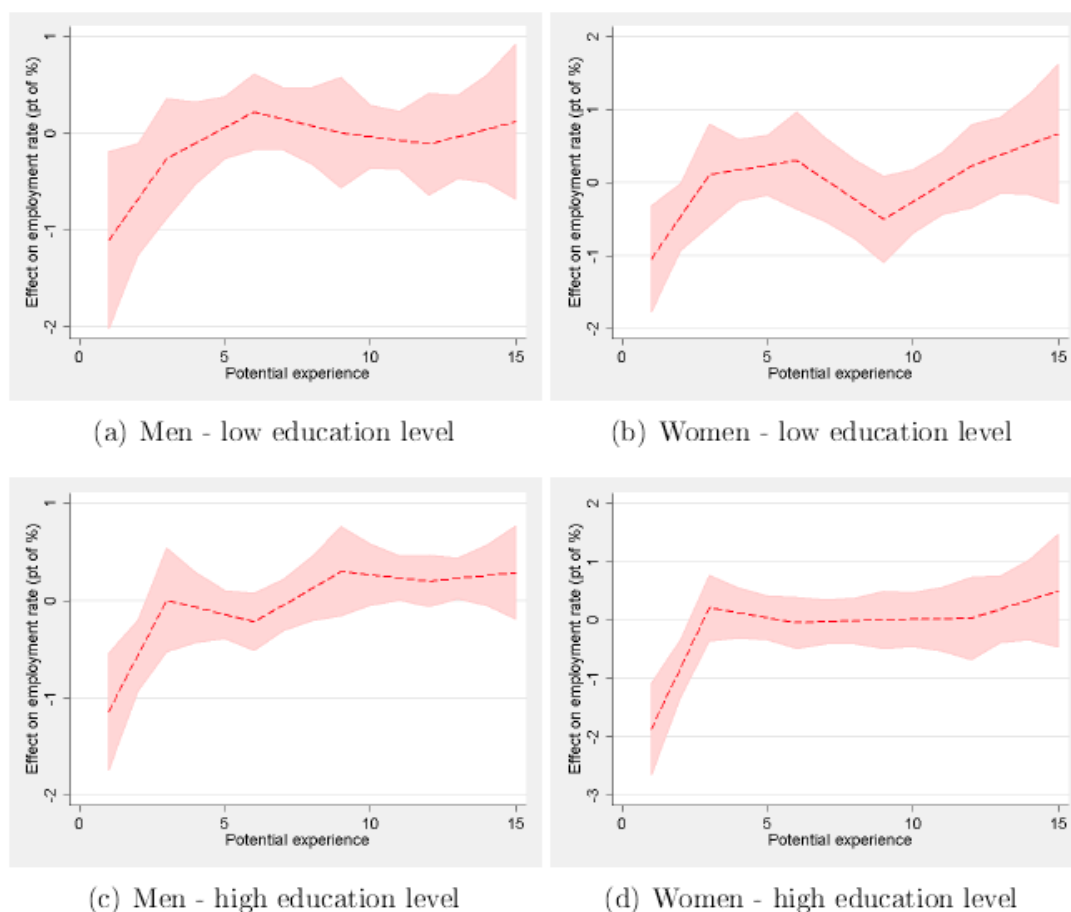 Effect on employment rate (pt of %)
1
0
-1
-2
0 5 10 15
Potential experience
(a) Men - low education level
Effect on employment rate (pt of %)
2
1
0
-1
-2
0 5 10 15
Potential experience
(b) Women - low education level
Effect on employment rate (pt of %)
1
0
-1
-2
0 5 10 15
Potential experience
(c) Men - high education level
Effect on employment rate (pt of %)
2
1
0
-1
-2
-3
0 5 10 15
Potential experience
(d) Women - high education level